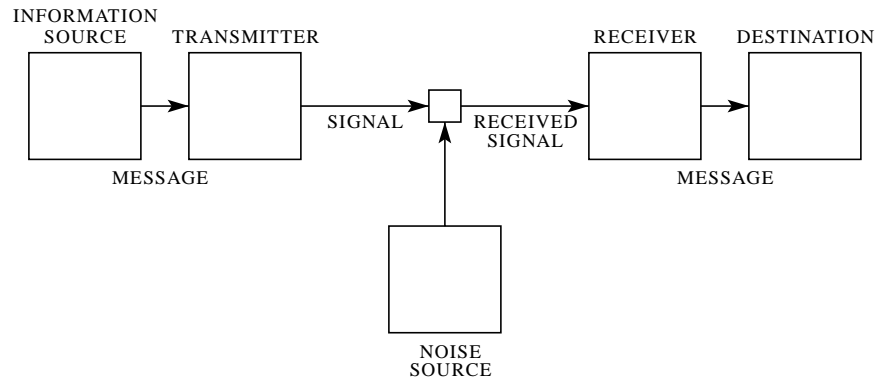 INFORMATION
SOURCE
TRANSMITTER
RECEIVER
DESTINATION
SIGNAL
RECEIVED
SIGNAL
MESSAGE
MESSAGE
NOISE
SOURCE